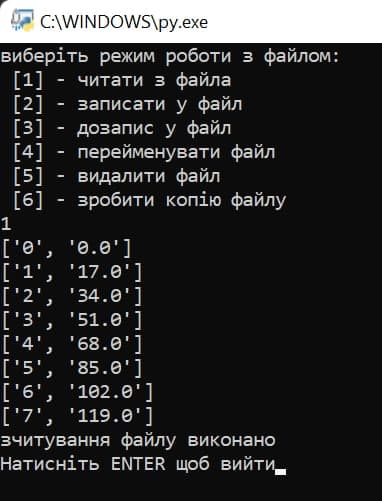 C:\WINDOWS\py.exe
виберіть режим роботи з файлом:
[1] - читати з файла
[2] - записати у файл
[3] - дозапис у файл
[4] - перейменувати файл
[5] - видалити файл
[6] - зробити копію файлу
1
['0', '0.0']
['1', '17.0']
['2', '34.0']
['3', '51.0']
['4', '68.0']
['5', '85.0']
['6', '102.0']
['7', '119.0']
зчитування файлу виконано
Натисніть ENTER щоб вийти